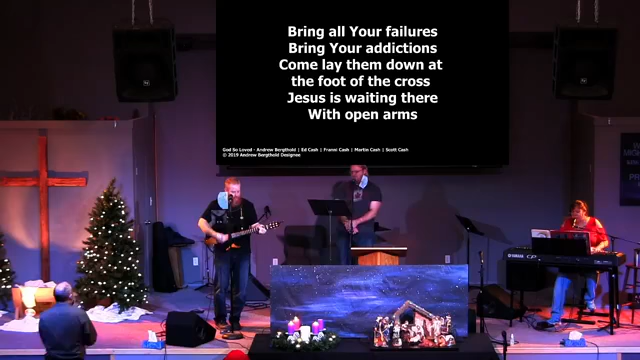 Bring all Your failures
Bring Your addictions
Come lay them down at
the foot of the cross
Jesus is waiting there
With open arms
God So Loved - Andrew Bergthold | Ed Cash | Franni Cash | Martin Cash | Scott Cash
© 2019 Andrew Bergthold Designee
YAMAHA CP